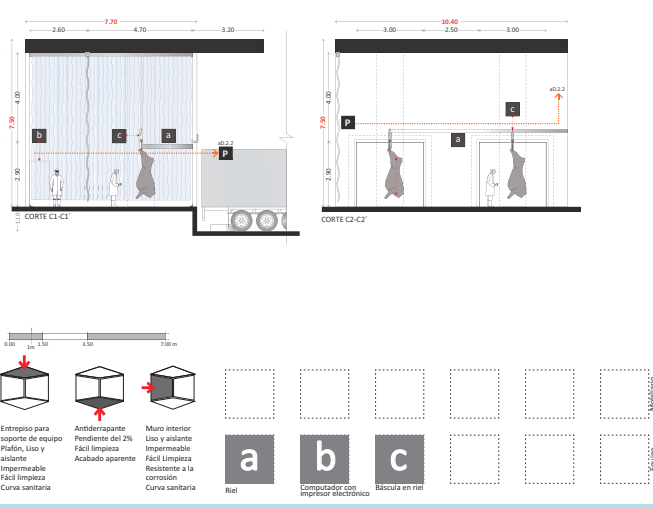 7.70
2.60
4.70
3.20
4.00
7.50
2.90
1.10
b
c
a
a0.2.2
P
CORTE C1-C1´
10.40
3.00
2.50
3.00
a0.2.2
4.00
7.50
2.90
P
c
a
CORTE C2-C2´
0.00
1m
1.50
3.50
7.00 m
Entrepiso para
soporte de equipo
Plafón, Liso y
aislante
Impermeable
Fácil limpieza
Curva sanitaria
Antiderrapante
Pendiente del 2%
Fácil limpieza
Acabado aparente
Muro interior
Liso y aislante
Impermeable
Fácil Limpieza
Resistente a la
corrosión
Curva sanitaria
a
Riel
b
Computador con
impresor electrónico
c
Báscula en riel